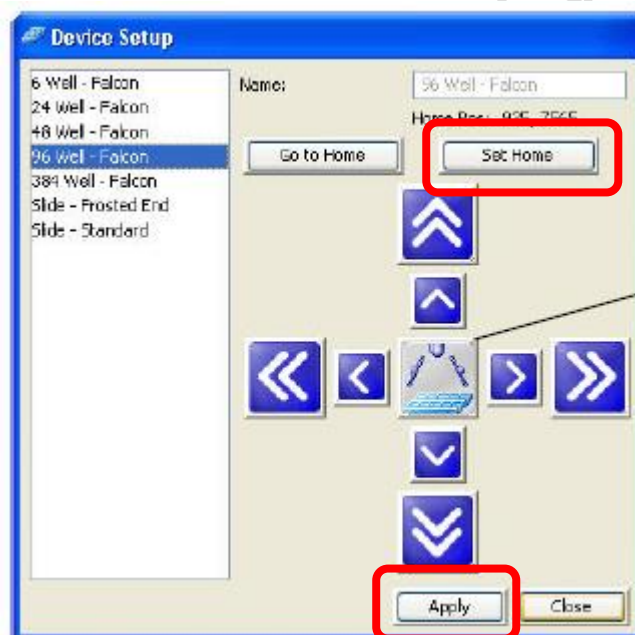 Device Setup
6 Well - Falcon
24 Well - Falcon
48 Well - Falcon
96 Well - Falcon
384 Well - Falcon
Slide - Frosted End
Slide - Standard
Name:
96 Well - Falcon
Go to Home
Set Home
Apply
Close